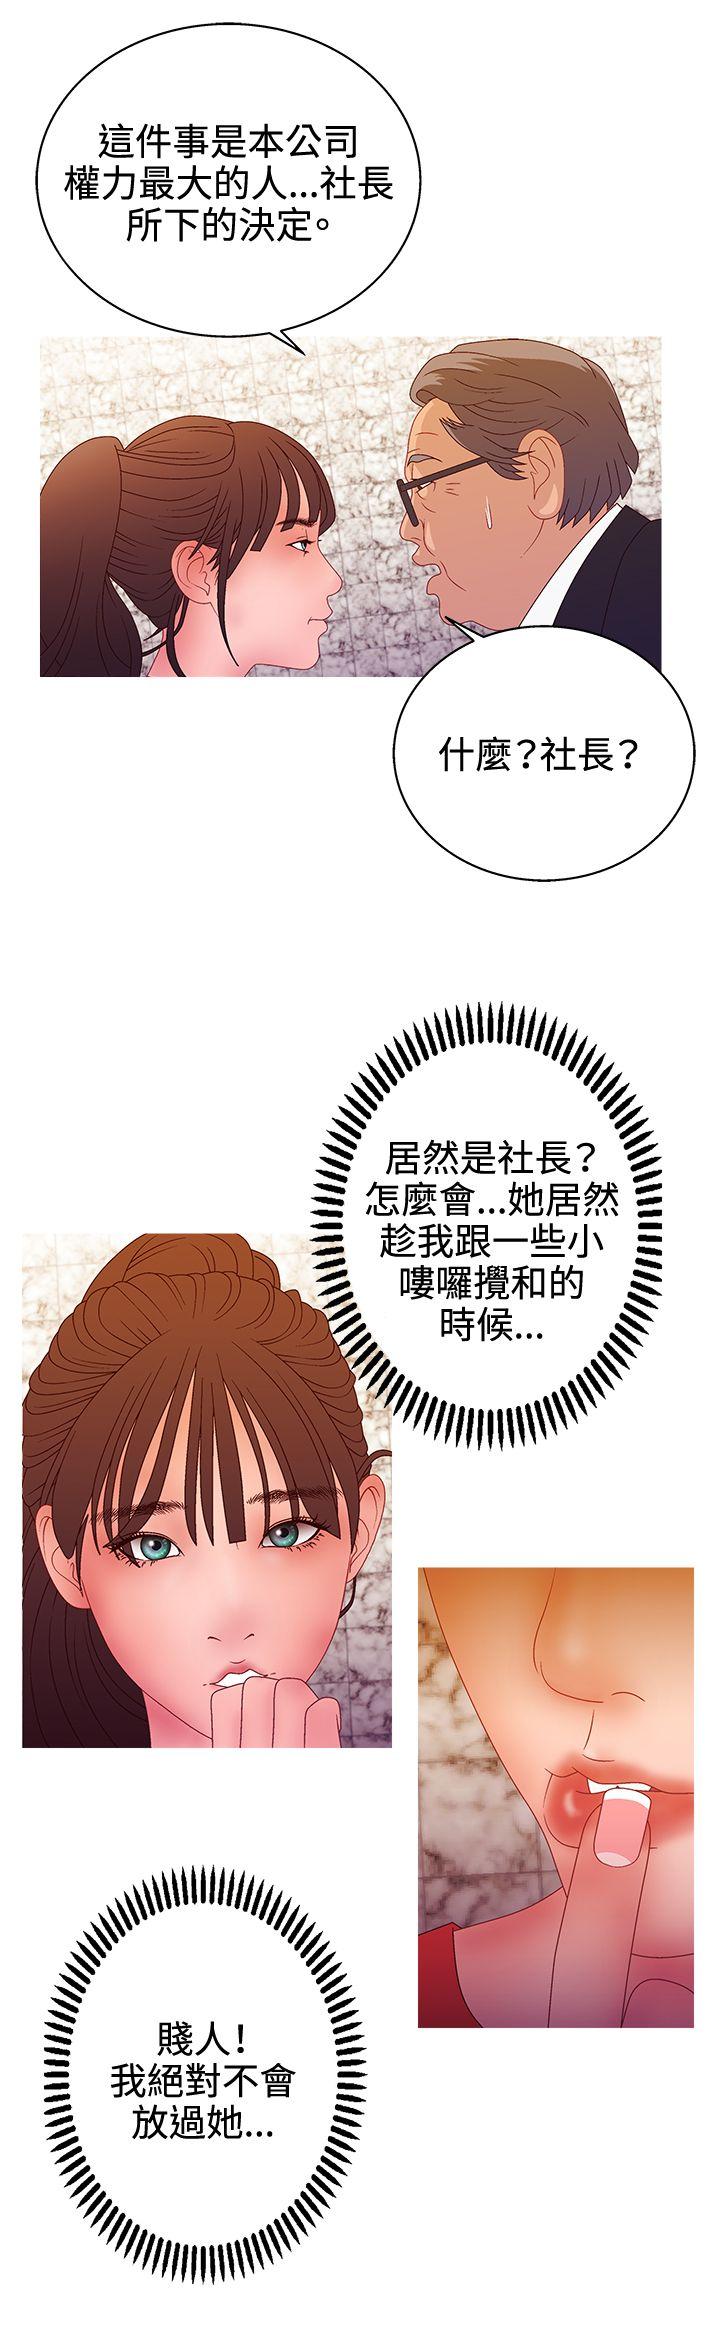 這件事是本公司
權力最大的人...社長
所下的決定。
什麼？社長？
居然是社長？
怎麼會...她居然
趁我跟一些小
嘍囉攪和的
時候...
賤人！
我絕對不會
放過她...